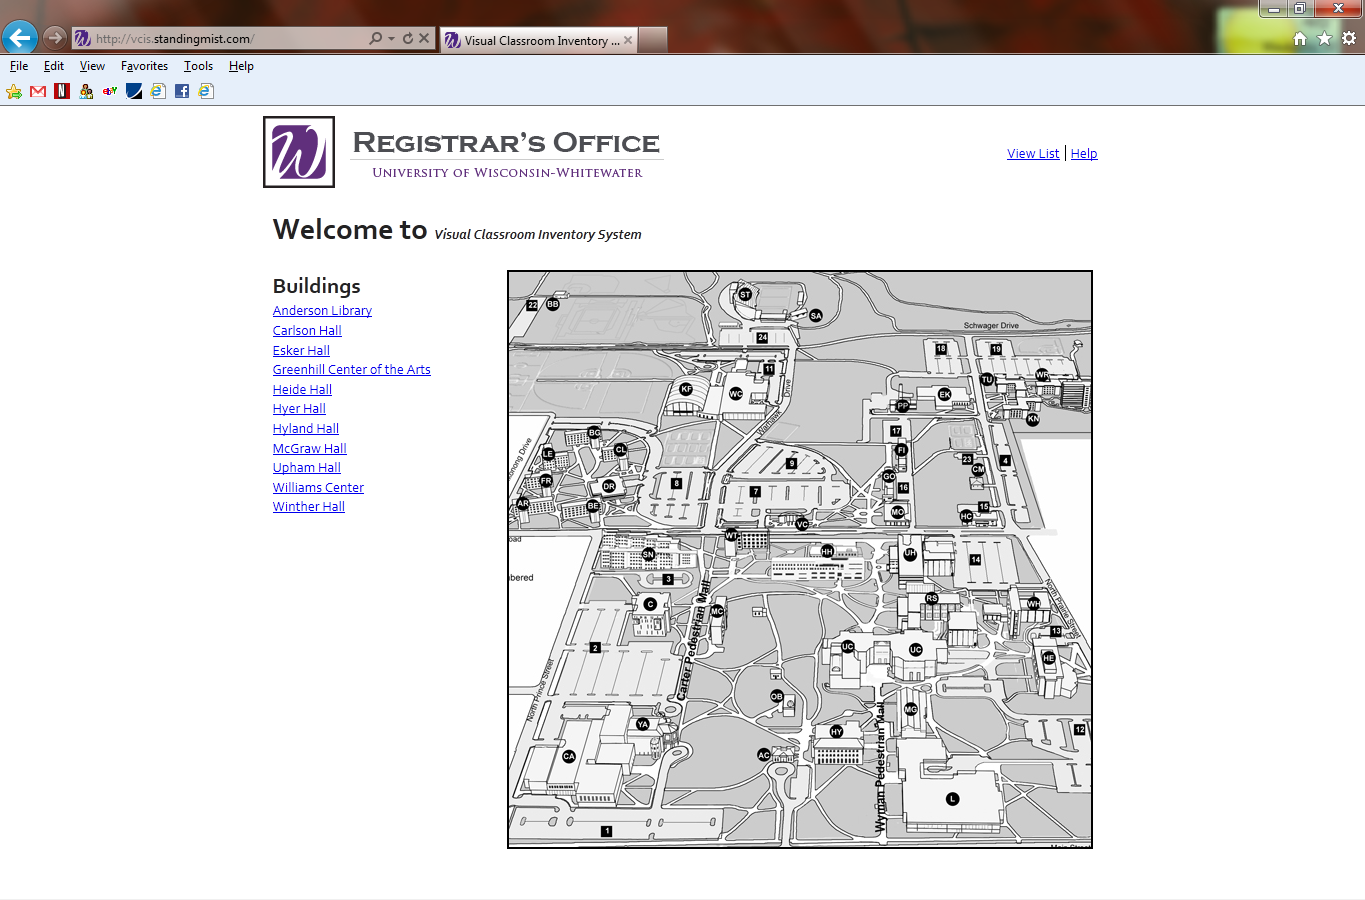 http://vcis.standingmist.com/
Visual Classroom Inventory ...
File Edit View Favorites Tools Help
W Registrar's Office
University of Wisconsin-Whitewater
View List | Help
Welcome to Visual Classroom Inventory System
Buildings
Anderson Library
Carlson Hall
Esker Hall
Greenhill Center of the Arts
Heide Hall
Hyer Hall
Hyland Hall
McGraw Hall
Upham Hall
Williams Center
Winther Hall
ST
22 BB
SA
Schwager Drive
24
18 19
11
KF WC
Drive
TU WR
EK
PP
KN
Warhawk
BG
17
CL
LE
FI
9
23 4
CM
FR
DR
8
7
GO
16
AR
BE
MO
HC 15
VC
WT
SN
HH
UH
14
3
C
MC
RS
WH
North Prairie Street
13
2
UC UC
HE
Carter Pedestrian Mall
North Prince Street
OB
MG
YA
HY
12
CA
AC
Wyman Pedestrian Mall
L
1